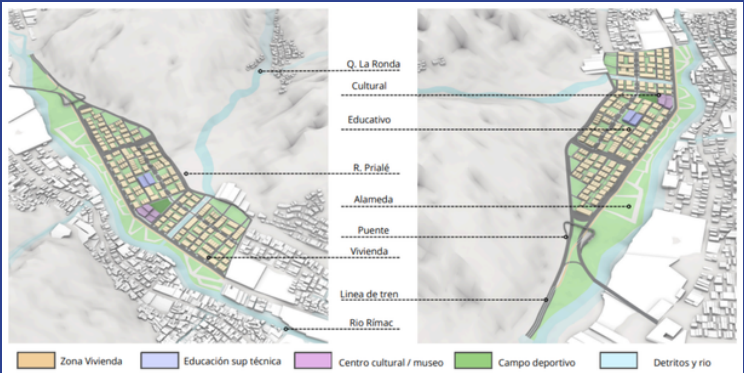 Q. La Ronda
Cultural
Educativo
R. Prialé
Alameda
Puente
Vivienda
Linea de tren
Rio Rímac
Zona Vivienda
Educación sup técnica
Centro cultural / museo
Campo deportivo
Detritos y rio